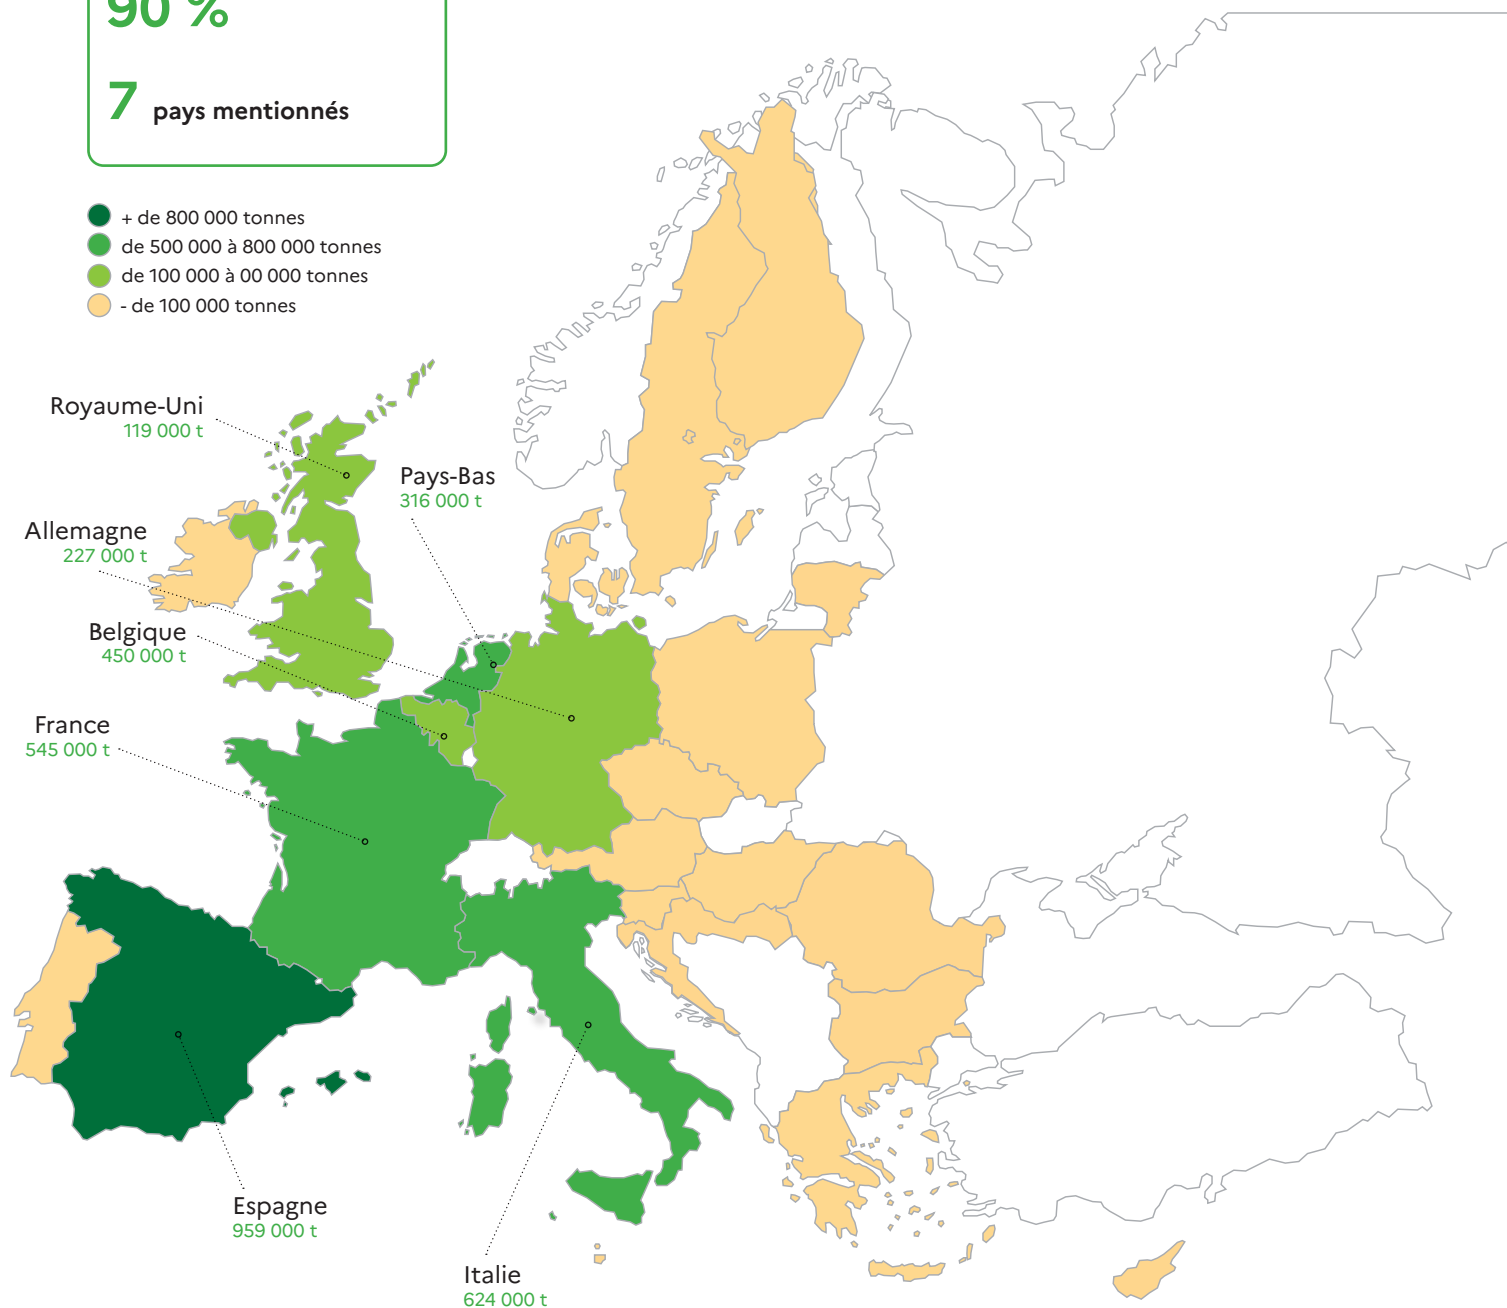 90 %
7 pays mentionnés
+ de 800 000 tonnes
de 500 000 à 800 000 tonnes
de 100 000 à 00 000 tonnes
- de 100 000 tonnes
Royaume-Uni
119 000 t
Pays-Bas
316 000 t
Allemagne
227 000 t
Belgique
450 000 t
France
545 000 t
Espagne
959 000 t
Italie
624 000 t